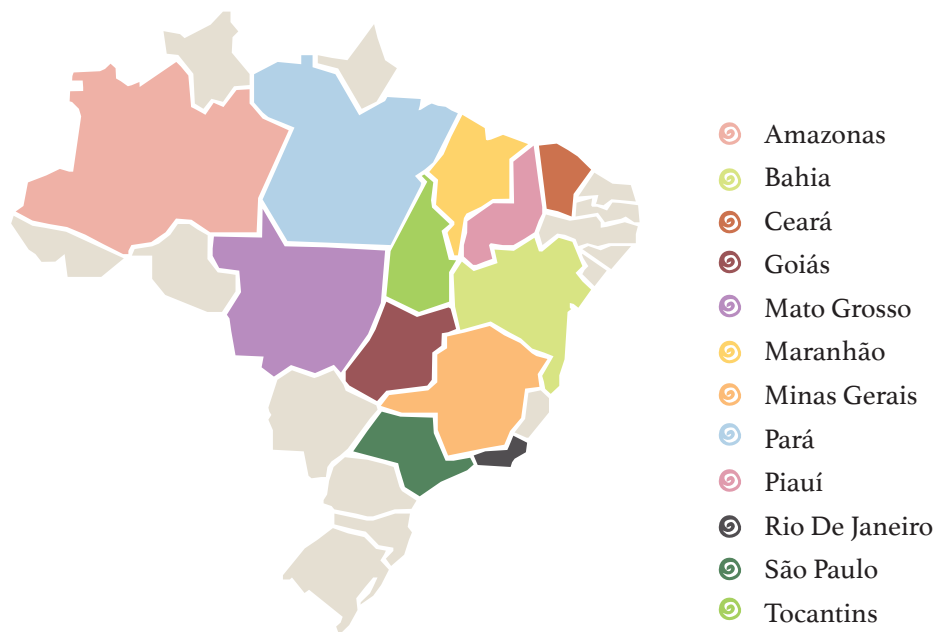 Amazonas
Bahia
Ceará
Goiás
Mato Grosso
Maranhão
Minas Gerais
Pará
Piauí
Rio De Janeiro
São Paulo
Tocantins